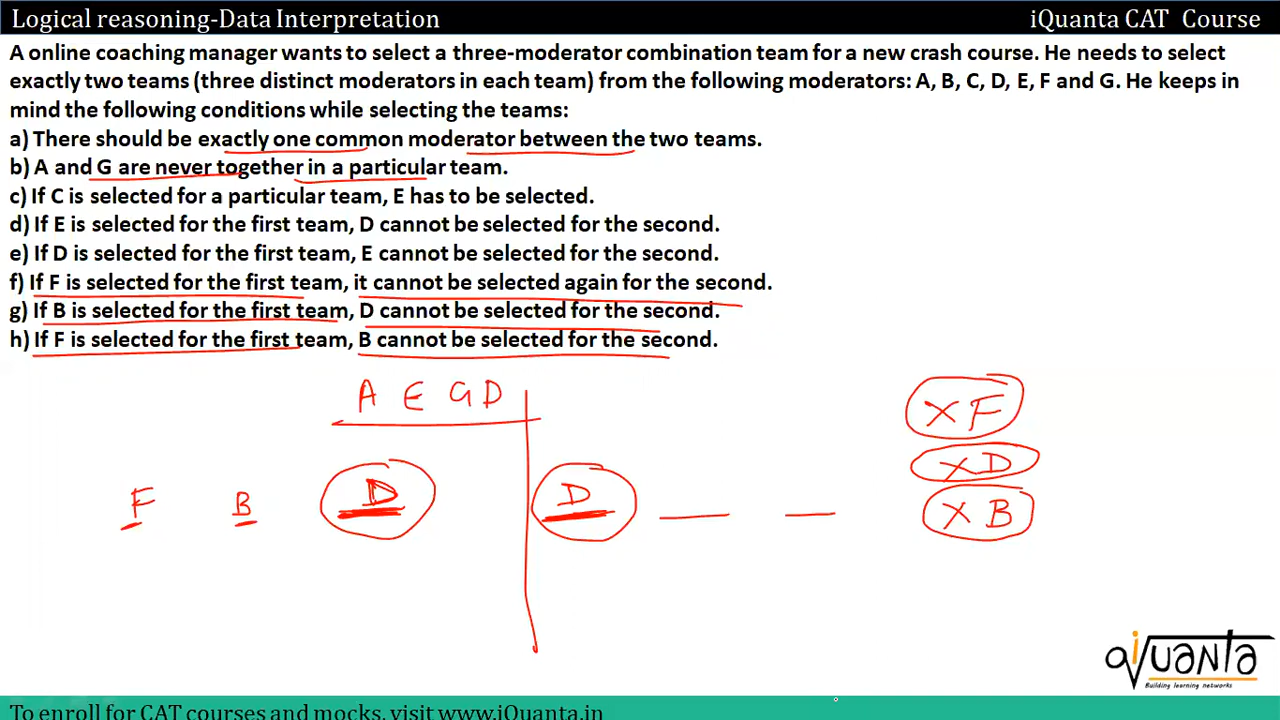 Logical reasoning-Data Interpretation
iQuanta CAT Course
A online coaching manager wants to select a three-moderator combination team for a new crash course. He needs to select
exactly two teams (three distinct moderators in each team) from the following moderators: A, B, C, D, E, F and G. He keeps in
mind the following conditions while selecting the teams:
a) There should be exactly one common moderator between the two teams.
b) A and G are never together in a particular team.
c) If C is selected for a particular team, E has to be selected.
d) If E is selected for the first team, D cannot be selected for the second.
e) If D is selected for the first team, E cannot be selected for the second.
f) If F is selected for the first team, it cannot be selected again for the second.
g) If B is selected for the first team, D cannot be selected for the second.
h) If F is selected for the first team, B cannot be selected for the second.
A E G D
X F
X D
F B D D
X B
iQuanta
Building learning networks
To enroll for CAT courses and mocks, visit www.iQuanta.in